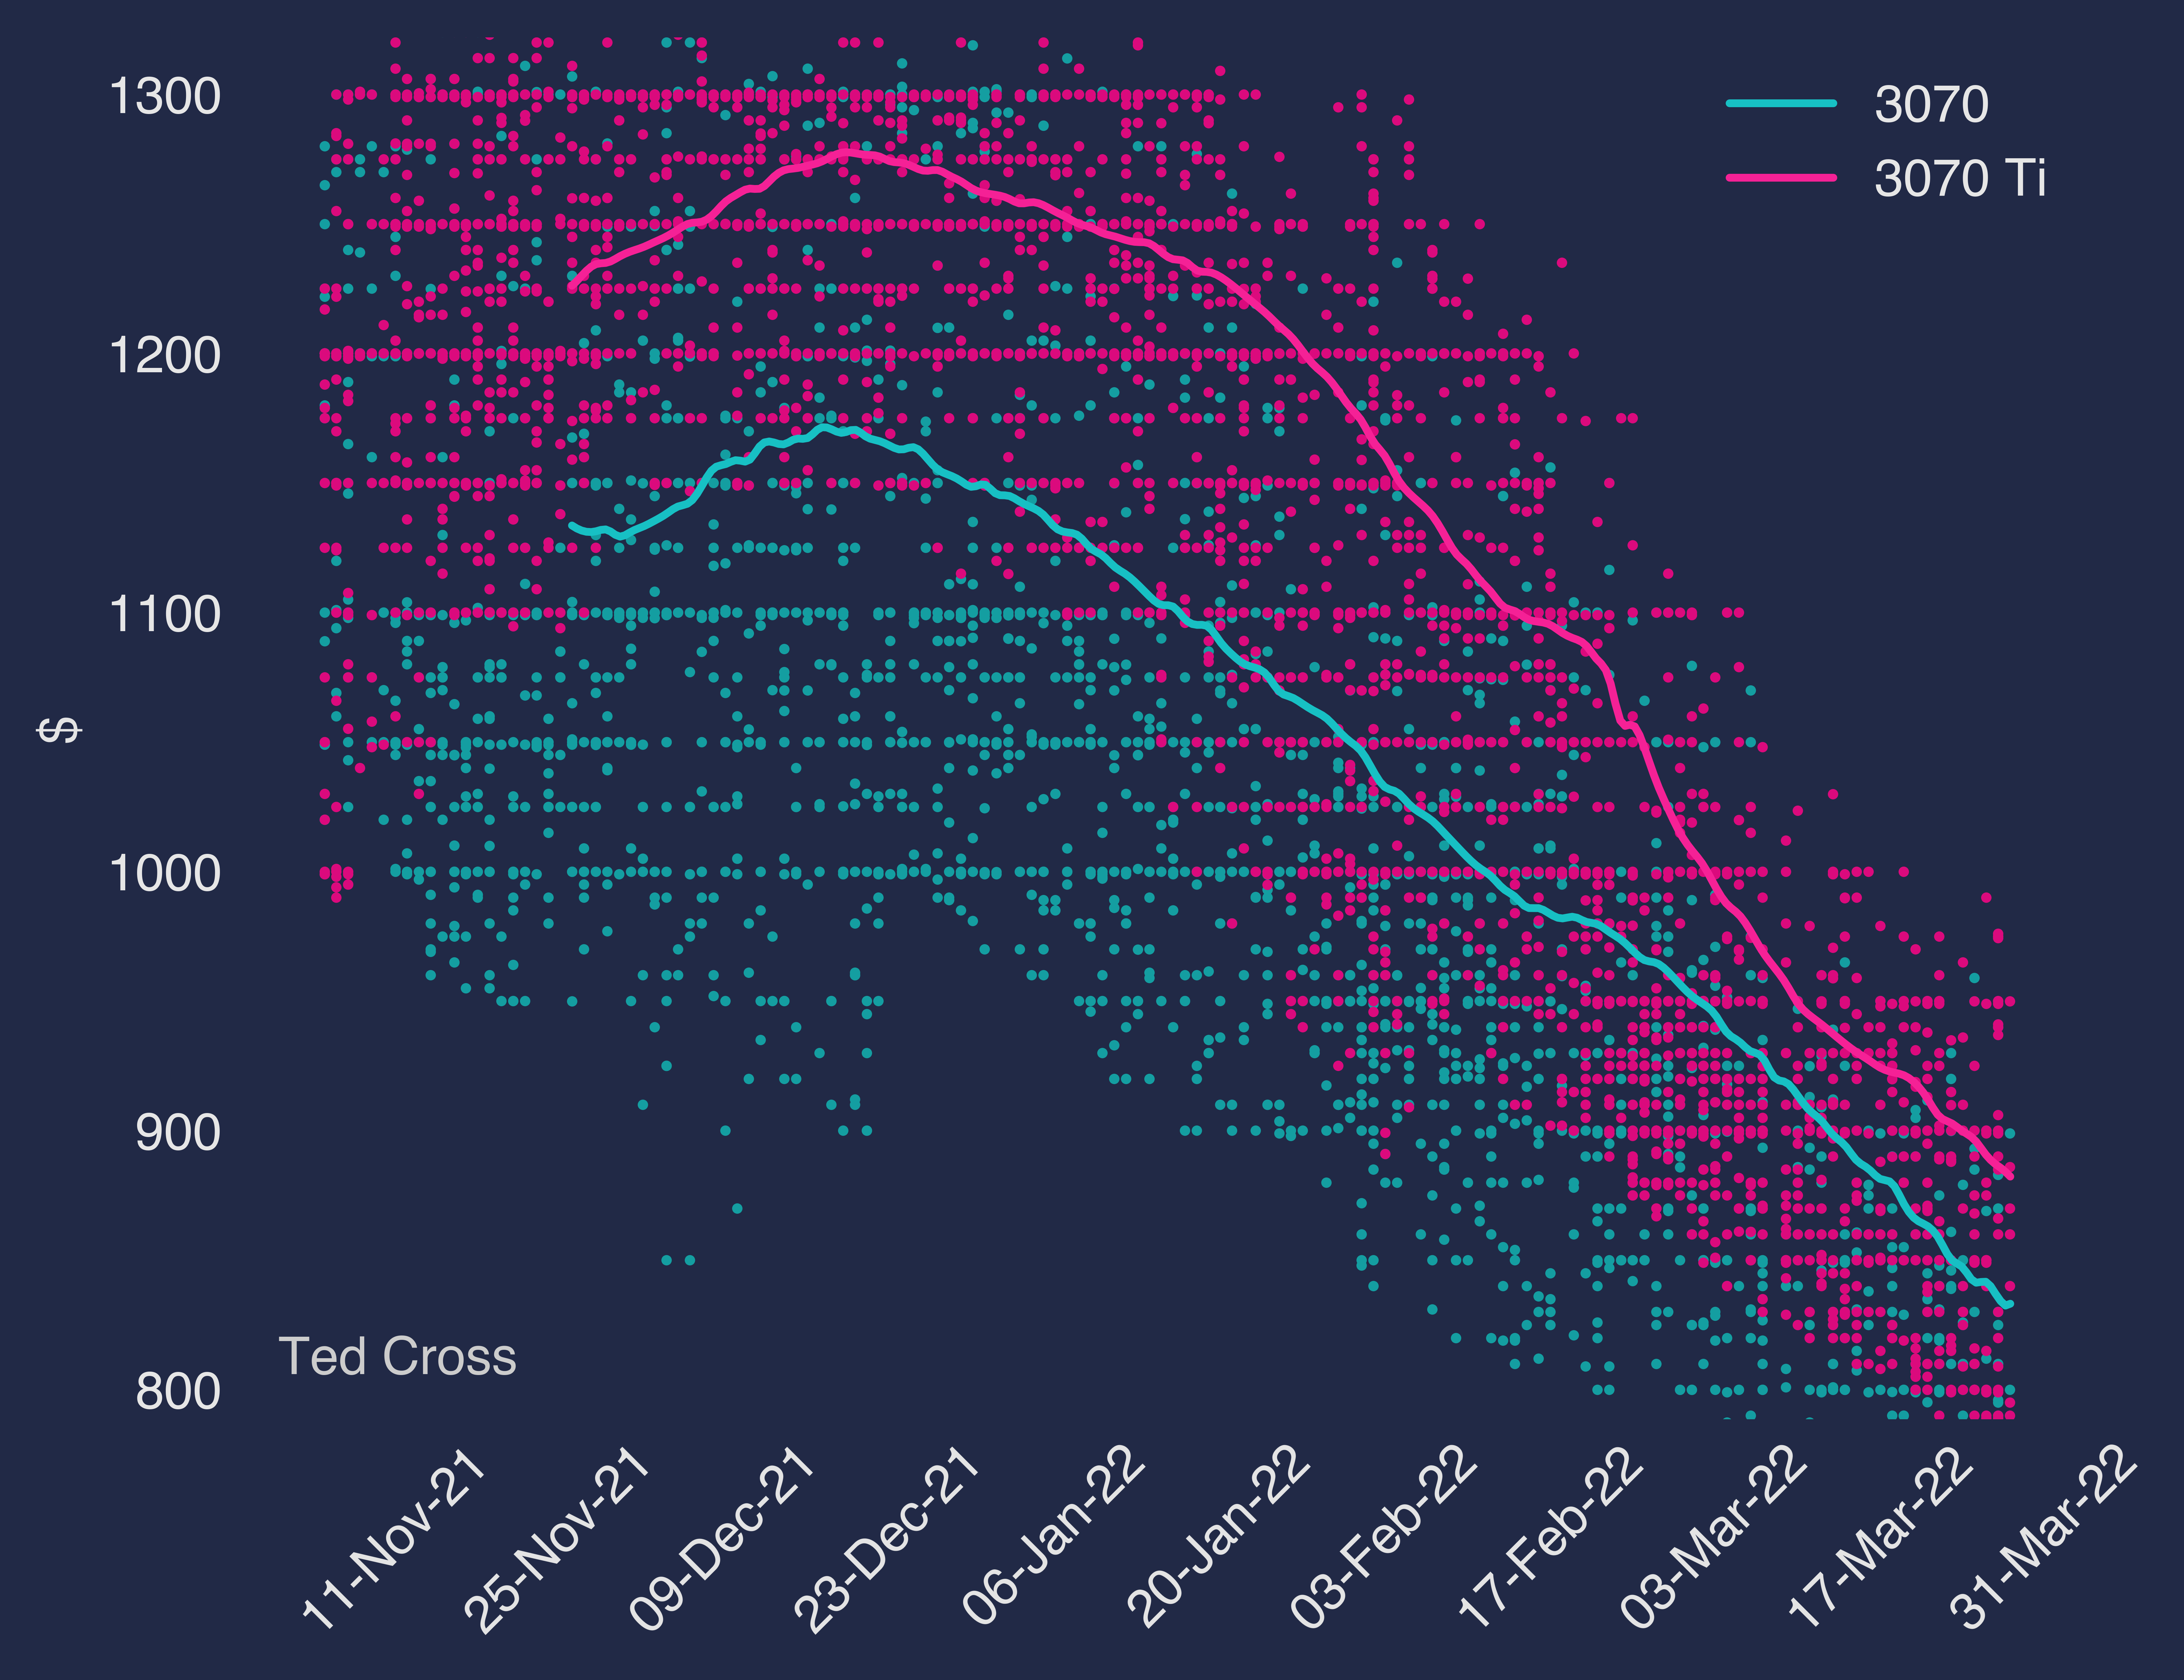 1300
1200
1100
1000
900
800
$
3070
3070 Ti
Ted Cross
11-Nov-21
25-Nov-21
09-Dec-21
23-Dec-21
06-Jan-22
20-Jan-22
03-Feb-22
17-Feb-22
03-Mar-22
17-Mar-22
31-Mar-22